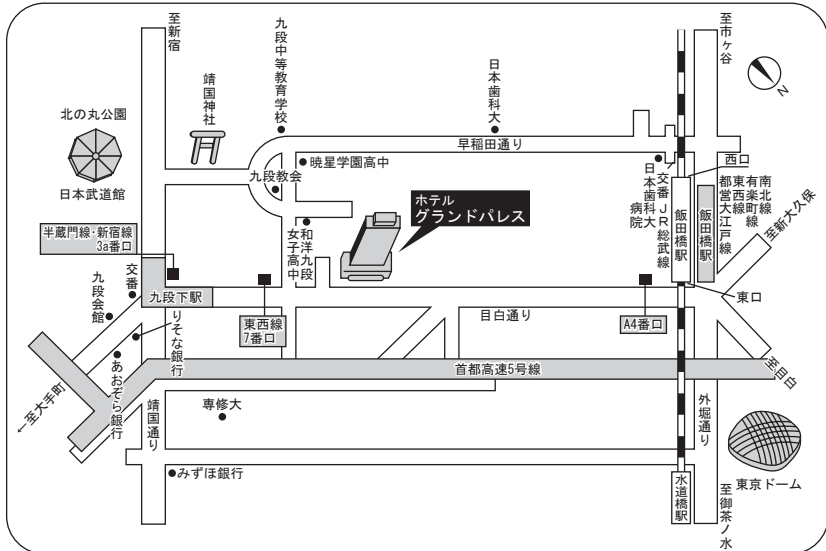 至新宿
九段中等教育学校
靖国神社
日本歯科大
至市ヶ谷
N
北の丸公園
日本武道館
早稲田通り
暁星学園高中
九段教会
西口
交番
日本歯科大
病院
JR総武線
飯田橋駅
飯田橋駅
南北線
有楽町線
東西線
都営大江戸線
至新大久保
ホテル
グランドパレス
和洋九段
女子高中
半蔵門線・新宿線
3a番口
交番
九段会館
九段下駅
東西線
7番口
目白通り
A4番口
東口
りそな銀行
あおぞら銀行
←至大手町
首都高速5号線
至目白
靖国通り
専修大
外堀通り
みずほ銀行
水道橋駅
東京ドーム
至御茶ノ水